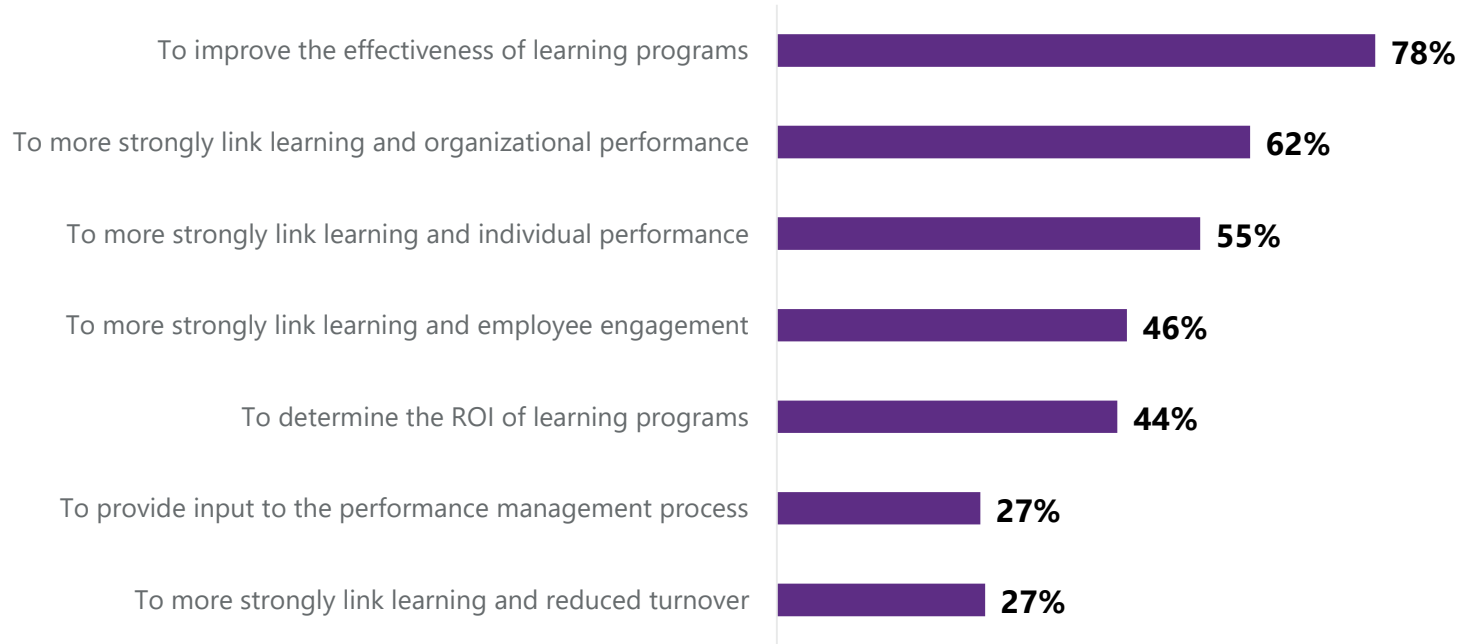 To improve the effectiveness of learning programs 78%
To more strongly link learning and organizational performance 62%
To more strongly link learning and individual performance 55%
To more strongly link learning and employee engagement 46%
To determine the ROI of learning programs 44%
To provide input to the performance management process 27%
To more strongly link learning and reduced turnover 27%